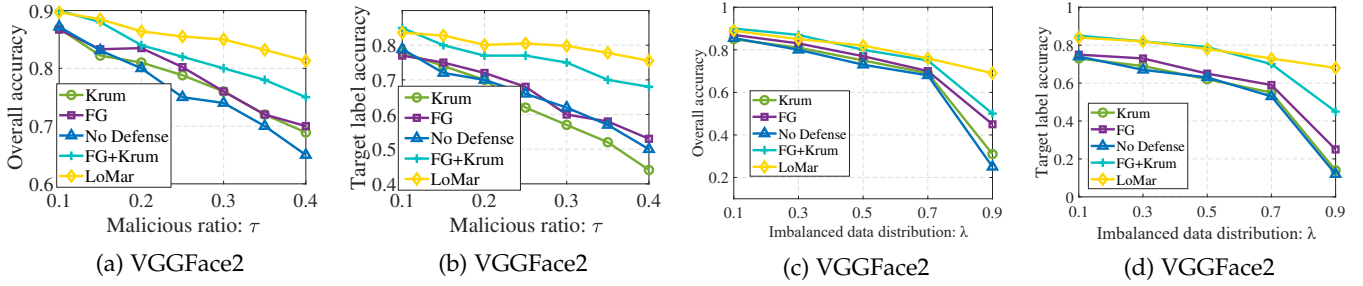 Overall accuracy
0.9
0.8
0.7
0.6
Krum
FG
No Defense
FG+Krum
LoMar
0.1 0.2 0.3 0.4
Malicious ratio: τ
(a) VGGFace2
Target label accuracy
0.8
0.7
0.6
0.5
0.4
Krum
FG
No Defense
FG+Krum
LoMar
0.1 0.2 0.3 0.4
Malicious ratio: τ
(b) VGGFace2
Overall accuracy
1
0.8
0.6
0.4
0.2
Krum
FG
No Defense
FG+Krum
LoMar
0.1 0.3 0.5 0.7 0.9
Imbalanced data distribution: λ
(c) VGGFace2
Target label accuracy
1
0.8
0.6
0.4
0.2
0
Krum
FG
No Defense
FG+Krum
LoMar
0.1 0.3 0.5 0.7 0.9
Imbalanced data distribution: λ
(d) VGGFace2